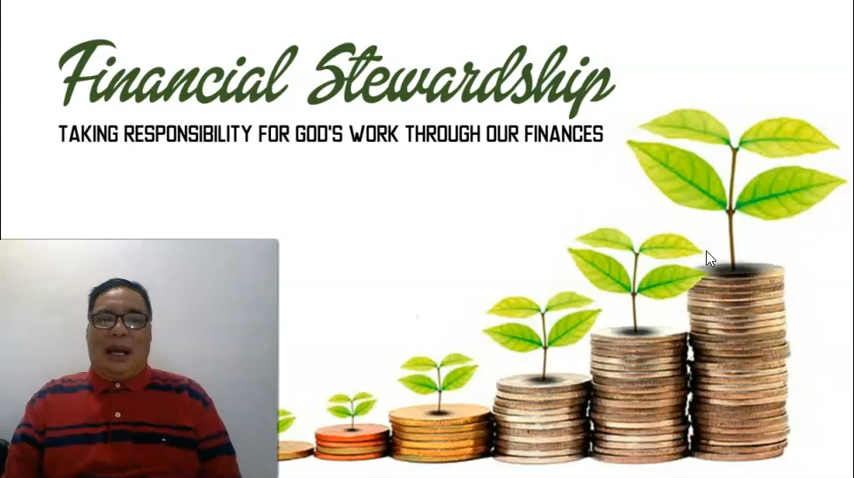 Financial Stewardship
TAKING RESPONSIBILITY FOR GOD'S WORK THROUGH OUR FINANCES